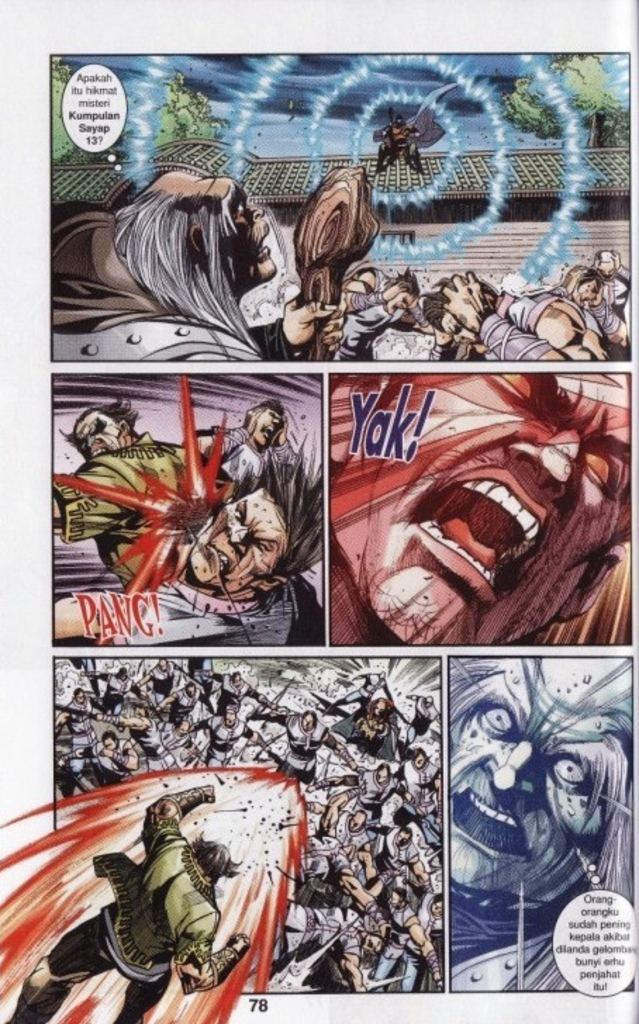 Apakah
itu hikmat
misteri
Kumpulan
Sayap
13?
PANG!
Yak!
Orang-
orangku
sudah pening
kepala akibat
dilanda gelombang
bunyi erhu
penjahat
itu!
78